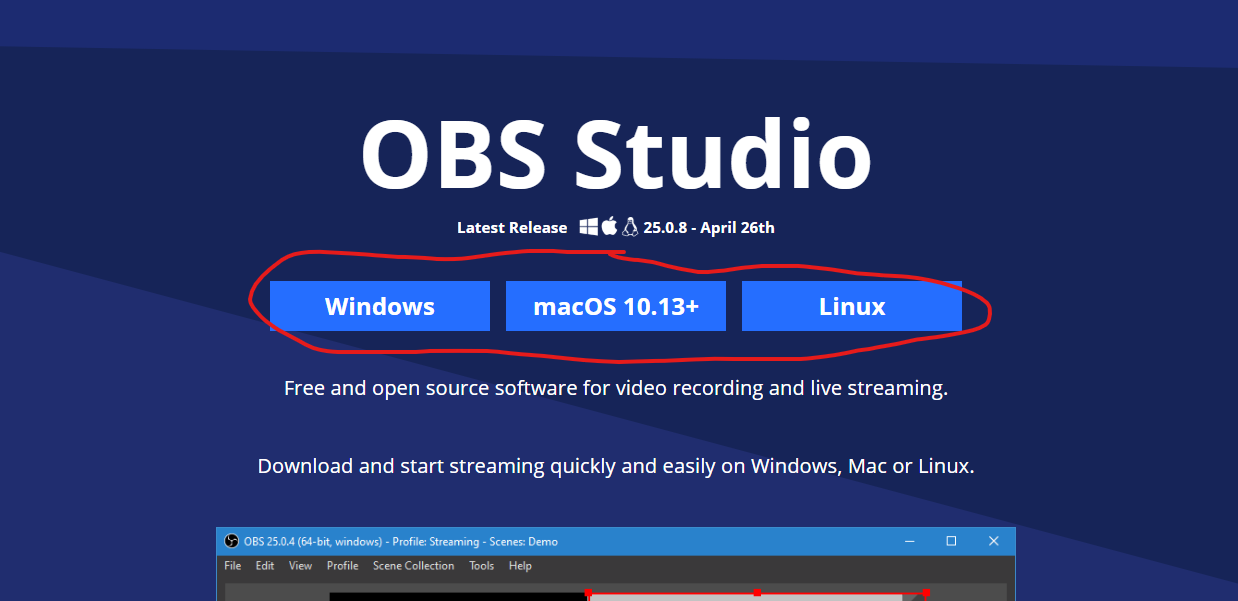 OBS Studio
Latest Release 25.0.8 - April 26th
Windows macOS 10.13+ Linux
Free and open source software for video recording and live streaming.
Download and start streaming quickly and easily on Windows, Mac or Linux.
OBS 25.0.4 (64-bit, windows) - Profile: Streaming - Scenes: Demo
File Edit View Profile Scene Collection Tools Help